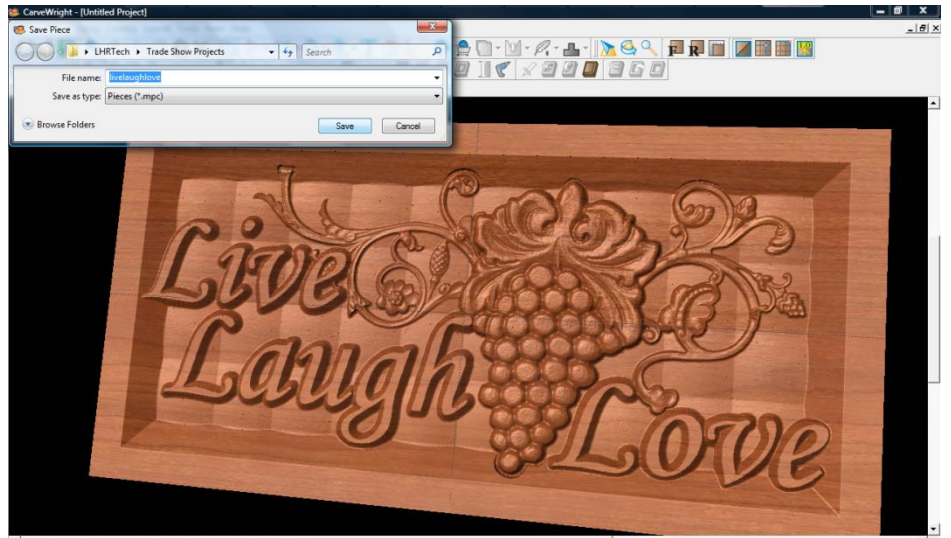 CarveWright - [Untitled Project]
Save Piece
LHRTech ▸ Trade Show Projects
Search
File name: livelaughlove
Save as type: Pieces (*.mpc)
Browse Folders
Save Cancel
F R
Live
Laugh
Love